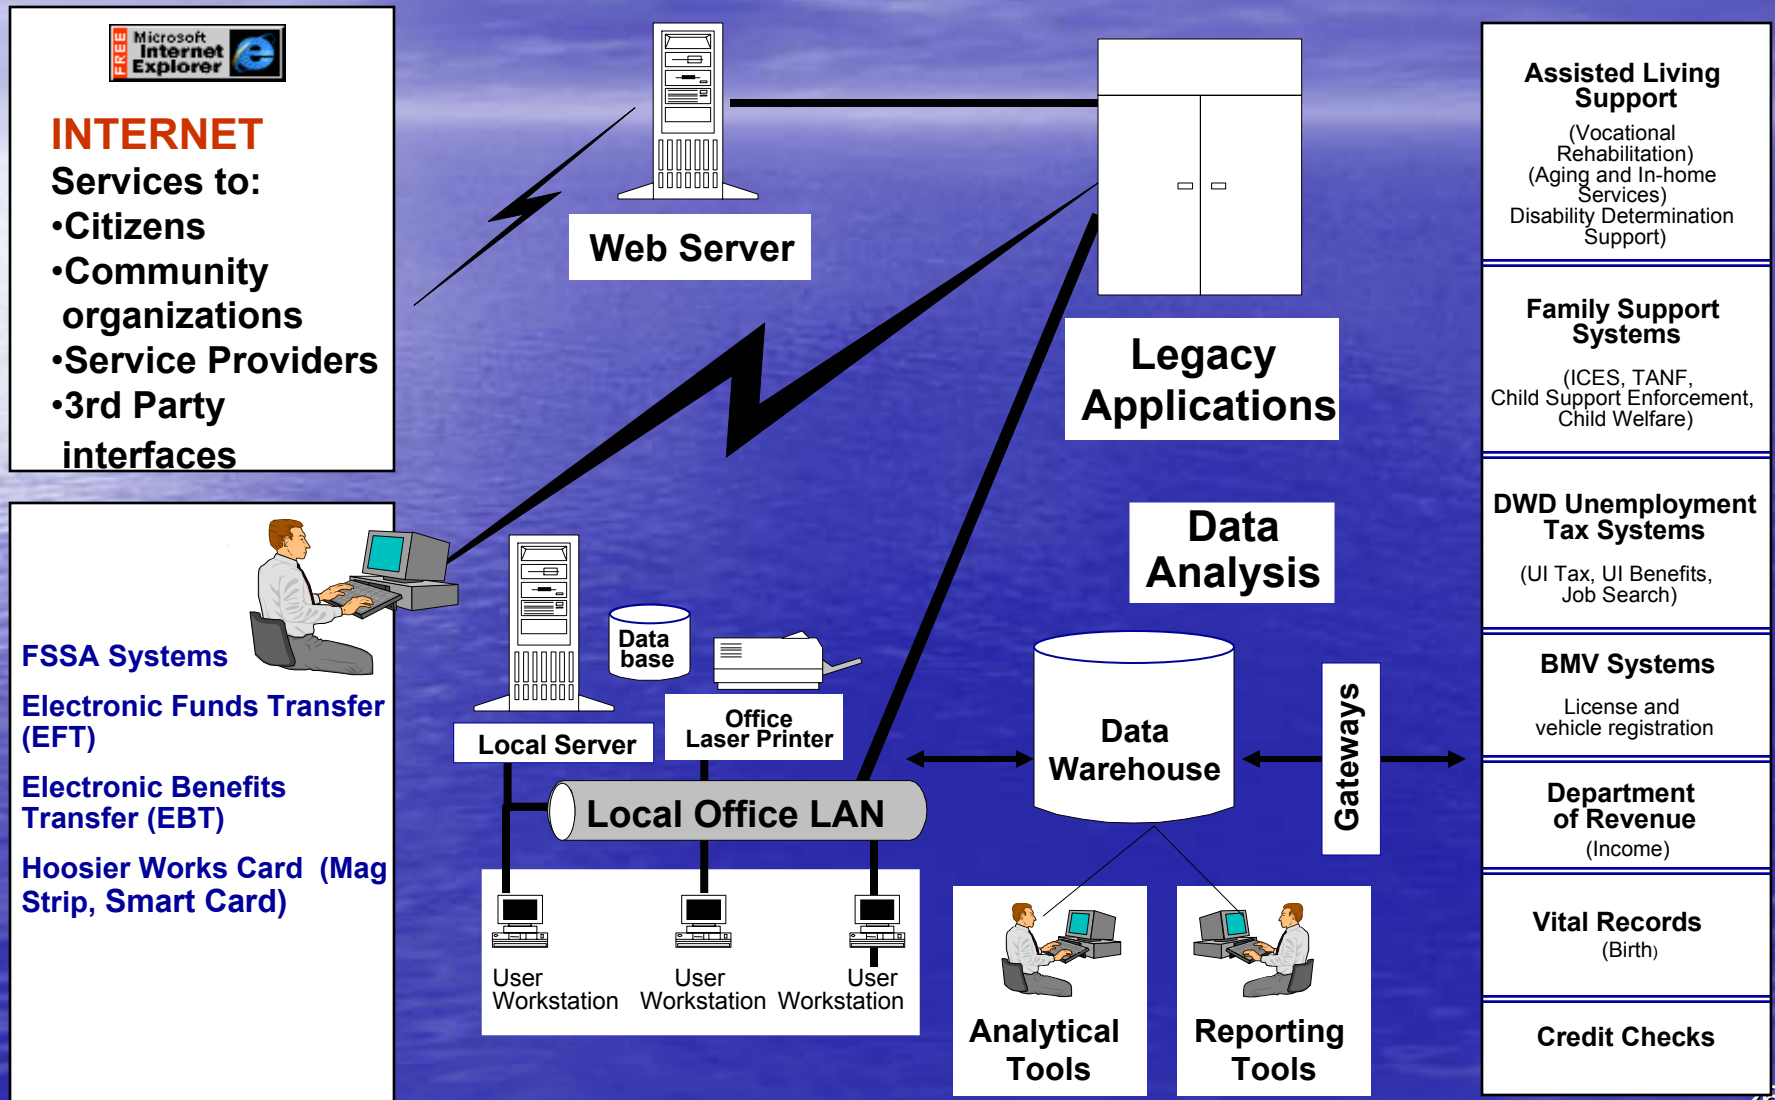 FREE
Microsoft
Internet
Explorer
INTERNET
Services to:
•Citizens
•Community
organizations
•Service Providers
•3rd Party
interfaces
FSSA Systems
Electronic Funds Transfer
(EFT)
Electronic Benefits
Transfer (EBT)
Hoosier Works Card (Mag
Strip, Smart Card)
Web Server
Legacy
Applications
Data
base
Local Server
Office
Laser Printer
Local Office LAN
User
Workstation
User
Workstation
User
Workstation
Data
Analysis
Data
Warehouse
Gateways
Analytical
Tools
Reporting
Tools
Assisted Living
Support
(Vocational
Rehabilitation)
(Aging and In-home
Services)
Disability Determination
Support)
Family Support
Systems
(ICES, TANF,
Child Support Enforcement,
Child Welfare)
DWD Unemployment
Tax Systems
(UI Tax, UI Benefits,
Job Search)
BMV Systems
License and
vehicle registration
Department
of Revenue
(Income)
Vital Records
(Birth)
Credit Checks